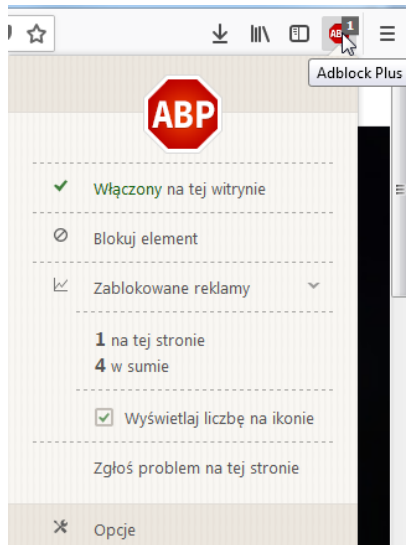 1
Adblock Plus
ABP
Włączony na tej witrynie
Blokuj element
Zablokowane reklamy
1 na tej stronie
4 w sumie
Wyświetlaj liczbę na ikonie
Zgłoś problem na tej stronie
Opcje